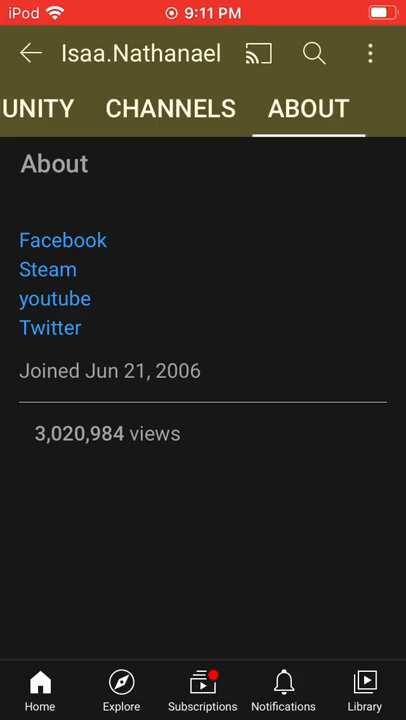 iPod 9:11 PM
Isaa.Nathanael
UNITY CHANNELS ABOUT
About
Facebook
Steam
youtube
Twitter
Joined Jun 21, 2006
3,020,984 views
Home Explore Subscriptions Notifications Library